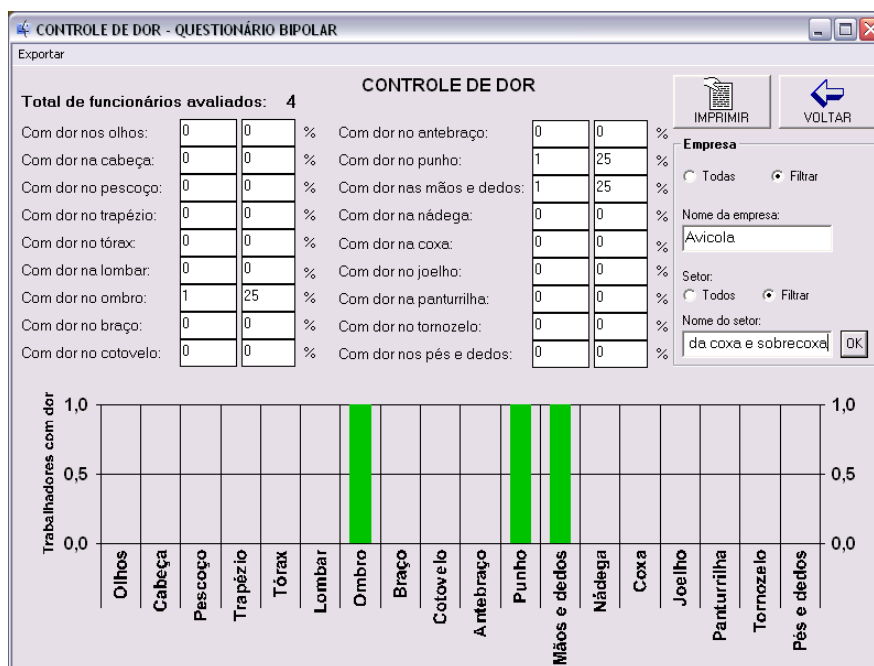 CONTROLE DE DOR - QUESTIONÁRIO BIPOLAR
Exportar
CONTROLE DE DOR
Total de funcionários avaliados: 4
Com dor nos olhos: 0 0 %
Com dor na cabeça: 0 0 %
Com dor no pescoço: 0 0 %
Com dor no trapézio: 0 0 %
Com dor no tórax: 0 0 %
Com dor na lombar: 0 0 %
Com dor no ombro: 1 25 %
Com dor no braço: 0 0 %
Com dor no cotovelo: 0 0 %
Com dor no antebraço: 0 0 %
Com dor no punho: 1 25 %
Com dor nas mãos e dedos: 1 25 %
Com dor na nádega: 0 0 %
Com dor na coxa: 0 0 %
Com dor no joelho: 0 0 %
Com dor na panturrilha: 0 0 %
Com dor no tornozelo: 0 0 %
Com dor nos pés e dedos: 0 0 %
IMPRIMIR
VOLTAR
Empresa
Todas Filtrar
Nome da empresa:
Avicola
Setor:
Todos Filtrar
Nome do setor:
da coxa e sobrecoxa OK
Trabalhadores com dor
1,0 1,0
0,5 0,5
0,0 0,0
Olhos
Cabeça
Pescoço
Trapézio
Tórax
Lombar
Ombro
Braço
Cotovelo
Antebraço
Punho
Mãos e dedos
Nádega
Coxa
Joelho
Panturrilha
Tornozelo
Pés e dedos